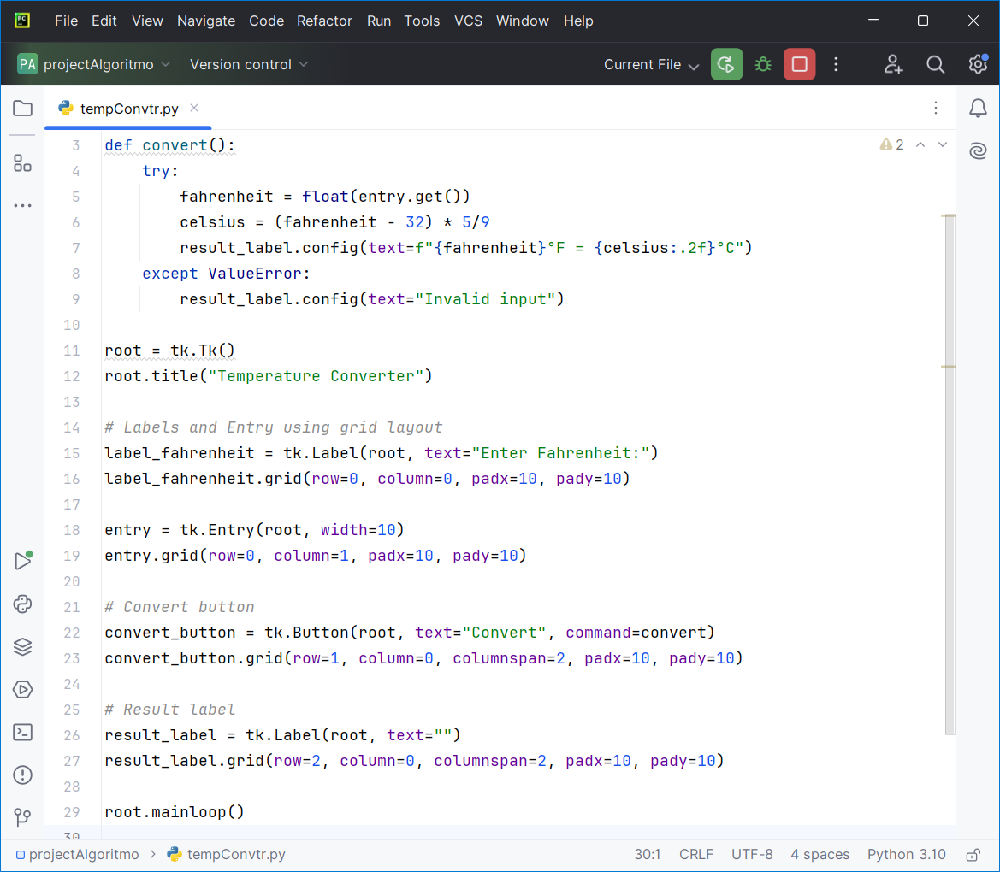 PC File Edit View Navigate Code Refactor Run Tools VCS Window Help
PA projectAlgoritmo Version control Current File
tempConvtr.py
3 def convert():
4     try:
5         fahrenheit = float(entry.get())
6         celsius = (fahrenheit - 32) * 5/9
7         result_label.config(text=f"{fahrenheit}°F = {celsius:.2f}°C")
8     except ValueError:
9         result_label.config(text="Invalid input")
10
11 root = tk.Tk()
12 root.title("Temperature Converter")
13
14 # Labels and Entry using grid layout
15 label_fahrenheit = tk.Label(root, text="Enter Fahrenheit:")
16 label_fahrenheit.grid(row=0, column=0, padx=10, pady=10)
17
18 entry = tk.Entry(root, width=10)
19 entry.grid(row=0, column=1, padx=10, pady=10)
20
21 # Convert button
22 convert_button = tk.Button(root, text="Convert", command=convert)
23 convert_button.grid(row=1, column=0, columnspan=2, padx=10, pady=10)
24
25 # Result label
26 result_label = tk.Label(root, text="")
27 result_label.grid(row=2, column=0, columnspan=2, padx=10, pady=10)
28
29 root.mainloop()
30
2
projectAlgoritmo > tempConvtr.py 30:1 CRLF UTF-8 4 spaces Python 3.10